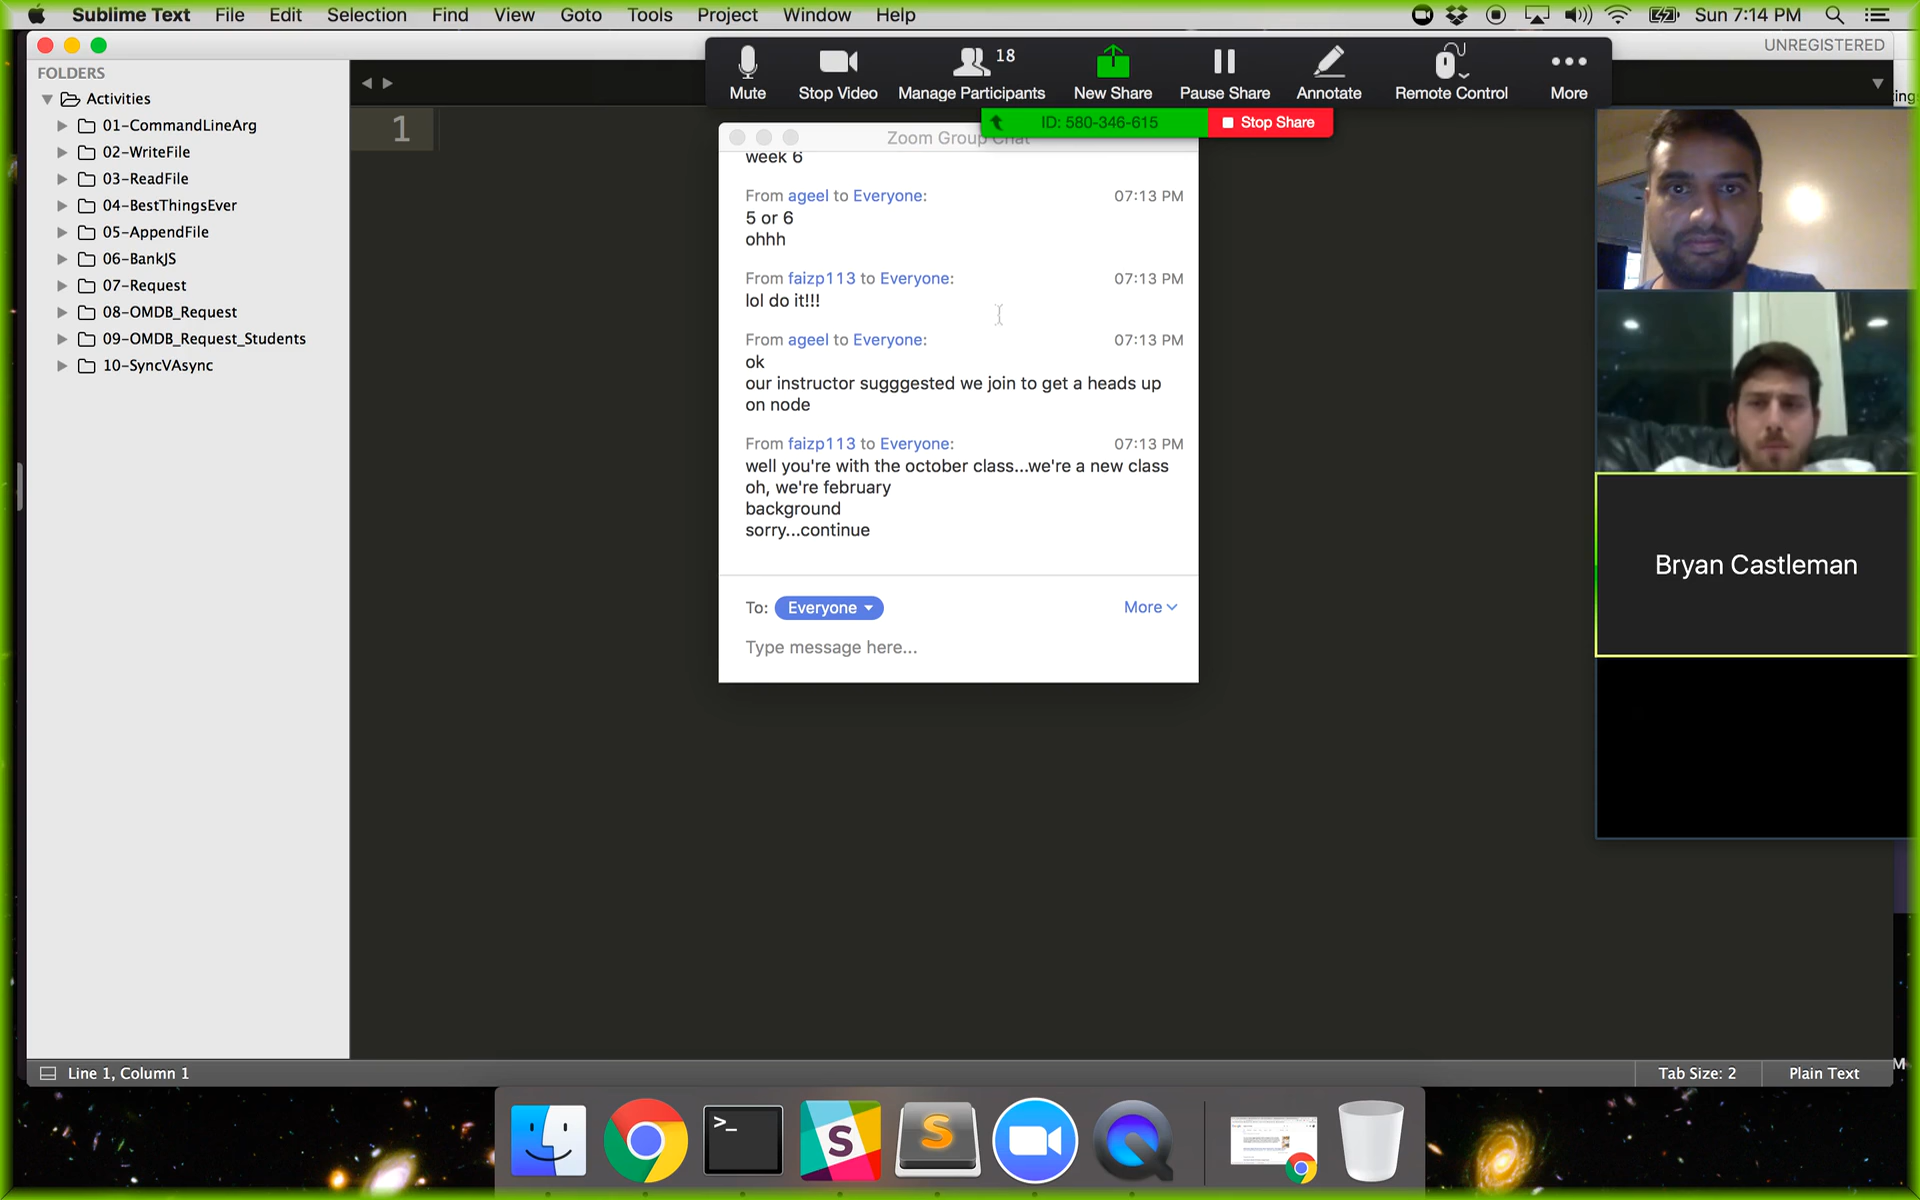 Sublime Text File Edit Selection Find View Goto Tools Project Window Help Sun 7:14 PM
UNREGISTERED
FOLDERS
Activities
01-CommandLineArg
02-WriteFile
03-ReadFile
04-BestThingsEver
05-AppendFile
06-BankJS
07-Request
08-OMDB_Request
09-OMDB_Request_Students
10-SyncVAsync
1
18
Mute Stop Video Manage Participants New Share Pause Share Annotate Remote Control More
ID: 580-346-615 Stop Share
Zoom Group Chat
week 6
From ageel to Everyone: 07:13 PM
5 or 6
ohhh
From faizp113 to Everyone: 07:13 PM
lol do it!!!
From ageel to Everyone: 07:13 PM
ok
our instructor sugggested we join to get a heads up
on node
From faizp113 to Everyone: 07:13 PM
well you're with the october class...we're a new class
oh, we're february
background
sorry...continue
To: Everyone More
Type message here...
ing
Bryan Castleman
Line 1, Column 1 Tab Size: 2 Plain Text
M
>_
S
S